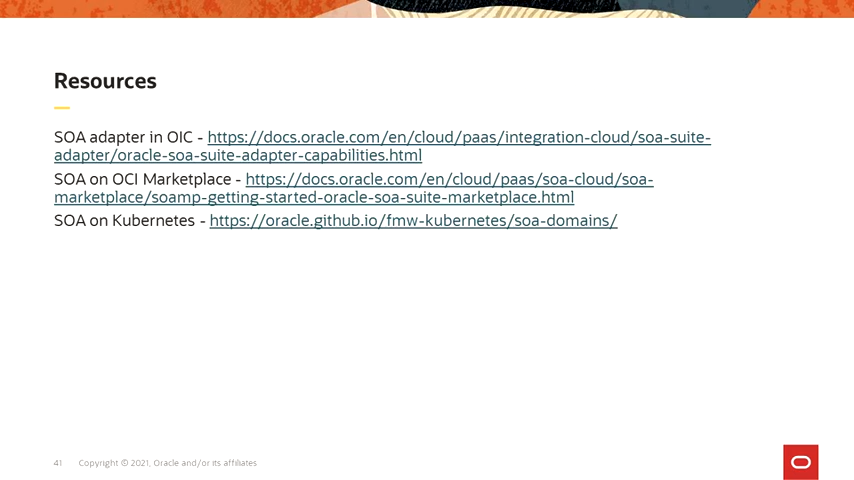 Resources
SOA adapter in OIC - https://docs.oracle.com/en/cloud/paas/integration-cloud/soa-suite-
adapter/oracle-soa-suite-adapter-capabilities.html
SOA on OCI Marketplace - https://docs.oracle.com/en/cloud/paas/soa-cloud/soa-
marketplace/soamp-getting-started-oracle-soa-suite-marketplace.html
SOA on Kubernetes - https://oracle.github.io/fmw-kubernetes/soa-domains/
41 Copyright © 2021, Oracle and/or its affiliates